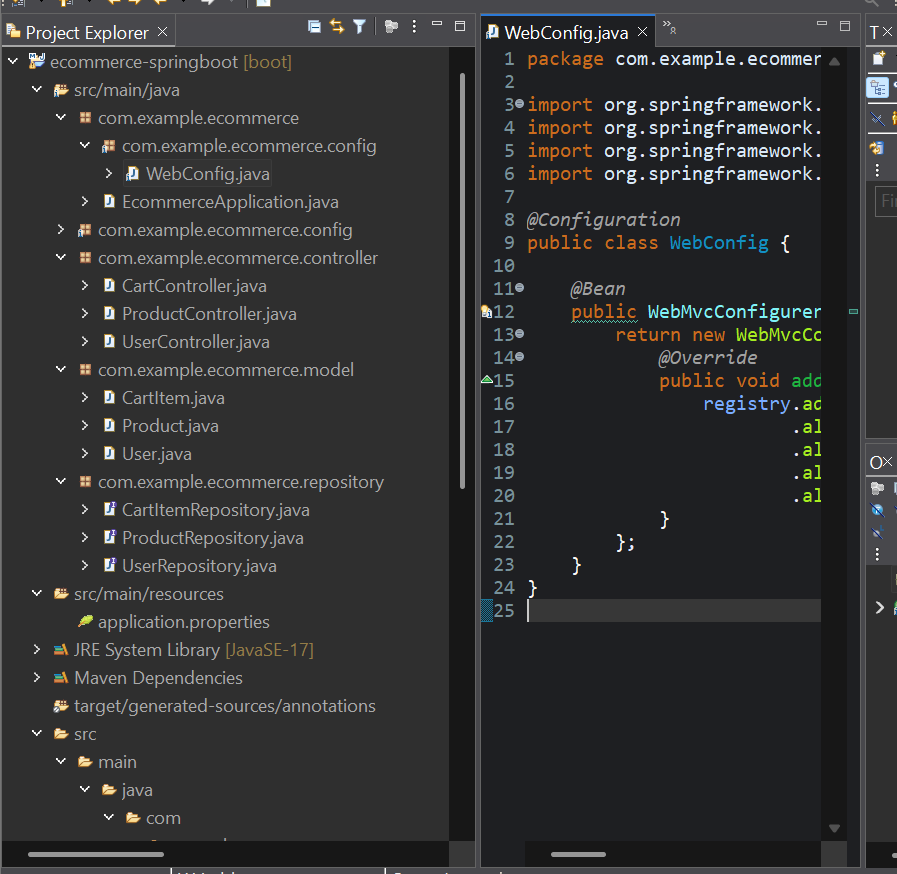 Project Explorer
ecommerce-springboot [boot]
src/main/java
com.example.ecommerce
com.example.ecommerce.config
WebConfig.java
EcommerceApplication.java
com.example.ecommerce.config
com.example.ecommerce.controller
CartController.java
ProductController.java
UserController.java
com.example.ecommerce.model
CartItem.java
Product.java
User.java
com.example.ecommerce.repository
CartItemRepository.java
ProductRepository.java
UserRepository.java
src/main/resources
application.properties
JRE System Library [JavaSE-17]
Maven Dependencies
target/generated-sources/annotations
src
main
java
com
WebConfig.java
8
1 package com.example.ecommer
2
3 import org.springframework.
4 import org.springframework.
5 import org.springframework.
6 import org.springframework.
7
8 @Configuration
9 public class WebConfig {
10
11 @Bean
12 public WebMvcConfigurer
13 return new WebMvcCo
14 @Override
15 public void add
16 registry.ad
17 .al
18 .al
19 .al
20 .al
21 }
22 };
23 }
24 }
25
T
Fi
O